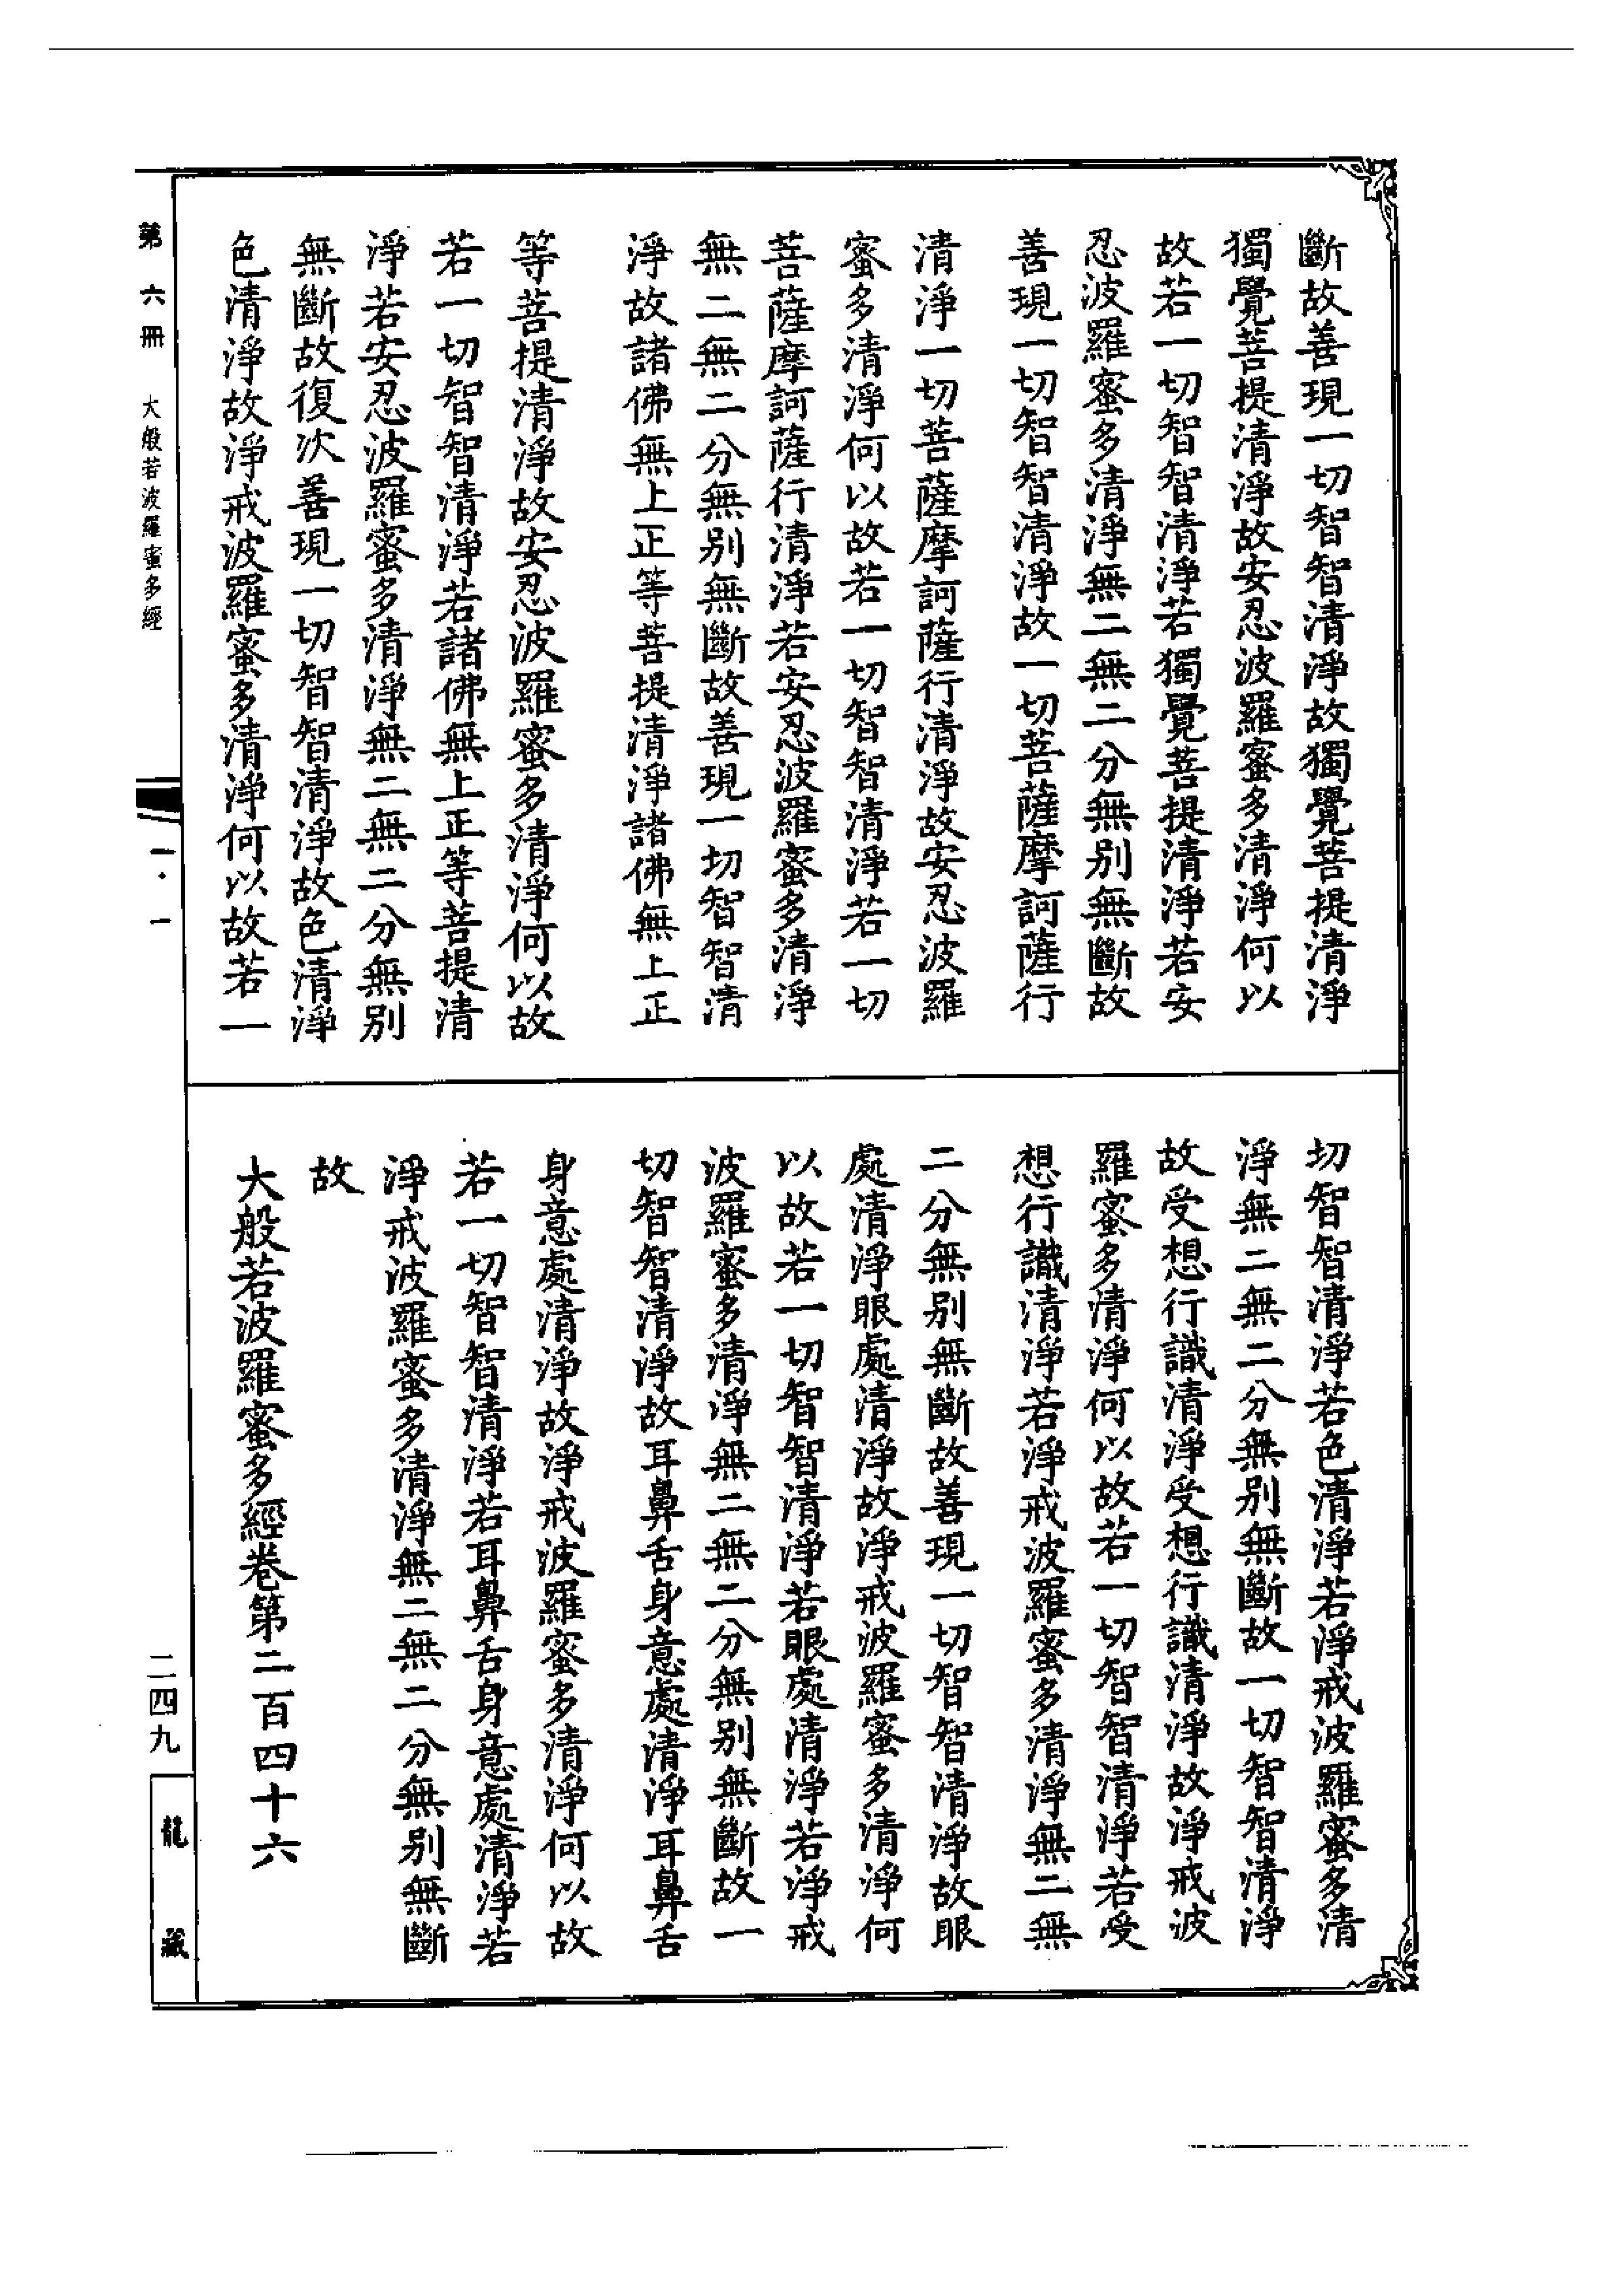 斷故善現一切智智清淨故獨覺菩提清淨
獨覺菩提清淨故安忍波羅蜜多清淨何以
故若一切智智清淨若獨覺菩提清淨若安
忍波羅蜜多清淨無二無二分無別無斷故
善現一切智智清淨故一切菩薩摩訶薩行
清淨一切菩薩摩訶薩行清淨故安忍波羅
蜜多清淨何以故若一切智智清淨若一切
菩薩摩訶薩行清淨若安忍波羅蜜多清淨
無二無二分無別無斷故善現一切智智清
淨故諸佛無上正等菩提清淨諸佛無上正
等菩提清淨故安忍波羅蜜多清淨何以故
若一切智智清淨若諸佛無上正等菩提清
淨若安忍波羅蜜多清淨無二無二分無別
無斷故復次善現一切智智清淨故色清淨
色清淨故淨戒波羅蜜多清淨何以故若一
切智智清淨若色清淨若淨戒波羅蜜多清
淨無二無二分無別無斷故一切智智清淨
故受想行識清淨受想行識清淨故淨戒波
羅蜜多清淨何以故若一切智智清淨若受
想行識清淨若淨戒波羅蜜多清淨無二無
二分無別無斷故善現一切智智清淨故眼
處清淨眼處清淨故淨戒波羅蜜多清淨何
以故若一切智智清淨若眼處清淨若淨戒
波羅蜜多清淨無二無二分無別無斷故一
切智智清淨故耳鼻舌身意處清淨耳鼻舌
身意處清淨故淨戒波羅蜜多清淨何以故
若一切智智清淨若耳鼻舌身意處清淨若
淨戒波羅蜜多清淨無二無二分無別無斷
故
大般若波羅蜜多經卷第二百四十六
第六冊 大般若波羅蜜多經 一·一
二四九
龍藏